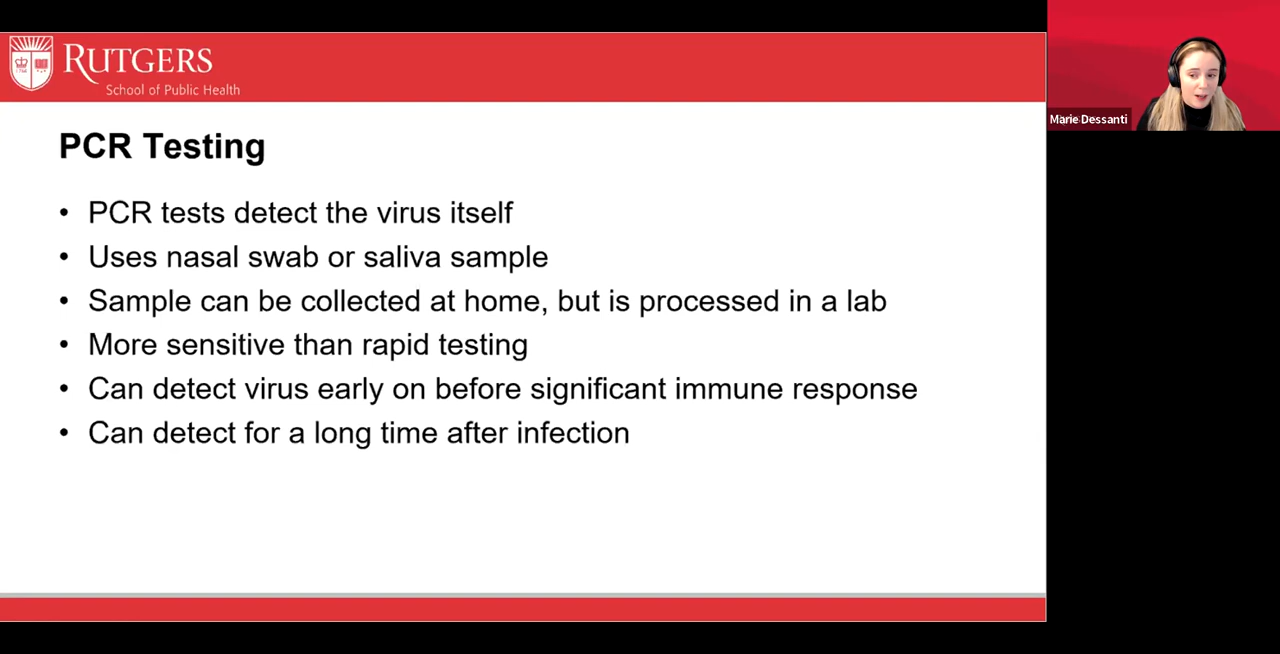 RUTGERS
School of Public Health
Marie Dessanti
PCR Testing
• PCR tests detect the virus itself
• Uses nasal swab or saliva sample
• Sample can be collected at home, but is processed in a lab
• More sensitive than rapid testing
• Can detect virus early on before significant immune response
• Can detect for a long time after infection